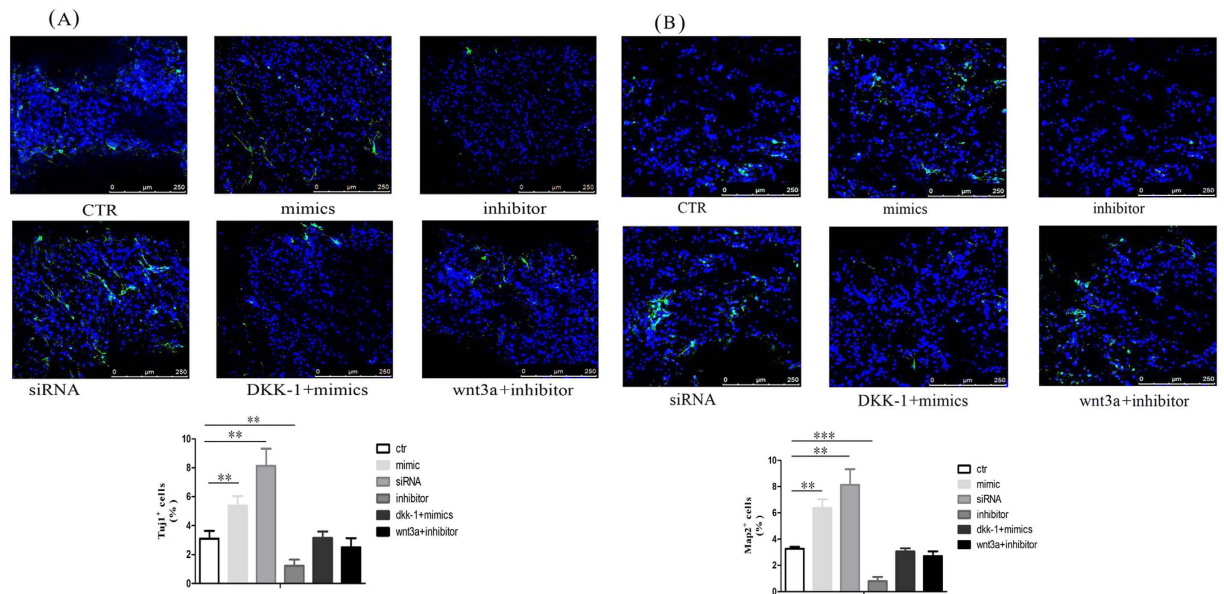 (A)
0 µm 250
0 µm 250
0 µm 250
CTR
mimics
inhibitor
0 µm 250
0 µm 250
0 µm 250
siRNA
DKK-1+mimics
wnt3a+inhibitor
**
**
**
Tuj1+ cells
(%)
10
8
6
4
2
0
ctr
mimic
siRNA
inhibitor
dkk-1+mimics
wnt3a+inhibitor
(B)
0 µm 250
0 µm 250
0 µm 250
CTR
mimics
inhibitor
0 µm 250
0 µm 250
0 µm 250
siRNA
DKK-1+mimics
wnt3a+inhibitor
***
**
**
Map2+ cells
(%)
10
8
6
4
2
0
ctr
mimic
siRNA
inhibitor
dkk-1+mimics
wnt3a+inhibitor